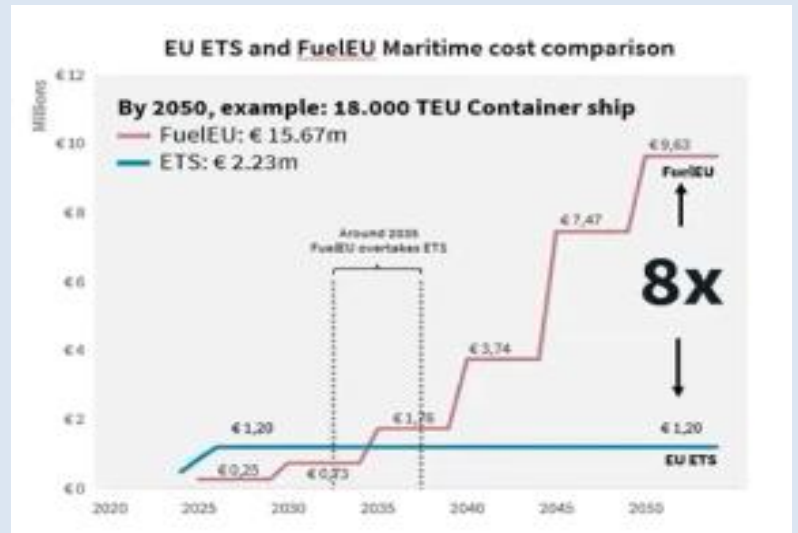 EU ETS and FuelEU Maritime cost comparison
Millions
€ 12
By 2050, example: 18.000 TEU Container ship
FuelEU: € 15.67m
ETS: € 2.23m
€ 10
€ 9,63
FuelEU
€ 8
€ 7,47
Around 2035
FuelEU overtakes ETS
8x
€ 6
€ 4
€ 3,74
€ 2
€ 1,20
€ 1,76
€ 1,20
EU ETS
€ 0,25
€ 0,73
€ 0
2020
2025
2030
2035
2040
2045
2050